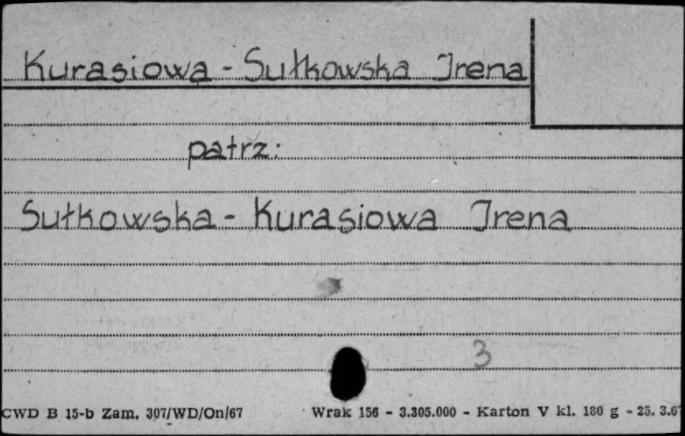 Kurasiowa - Sułkowska Irena
patrz:
Sułkowska - Kurasiowa Irena
3
CWD B 15-b Zam. 307/WD/On/67 Wrak 156 - 3.305.000 - Karton V kl. 180 g - 25. 3.67